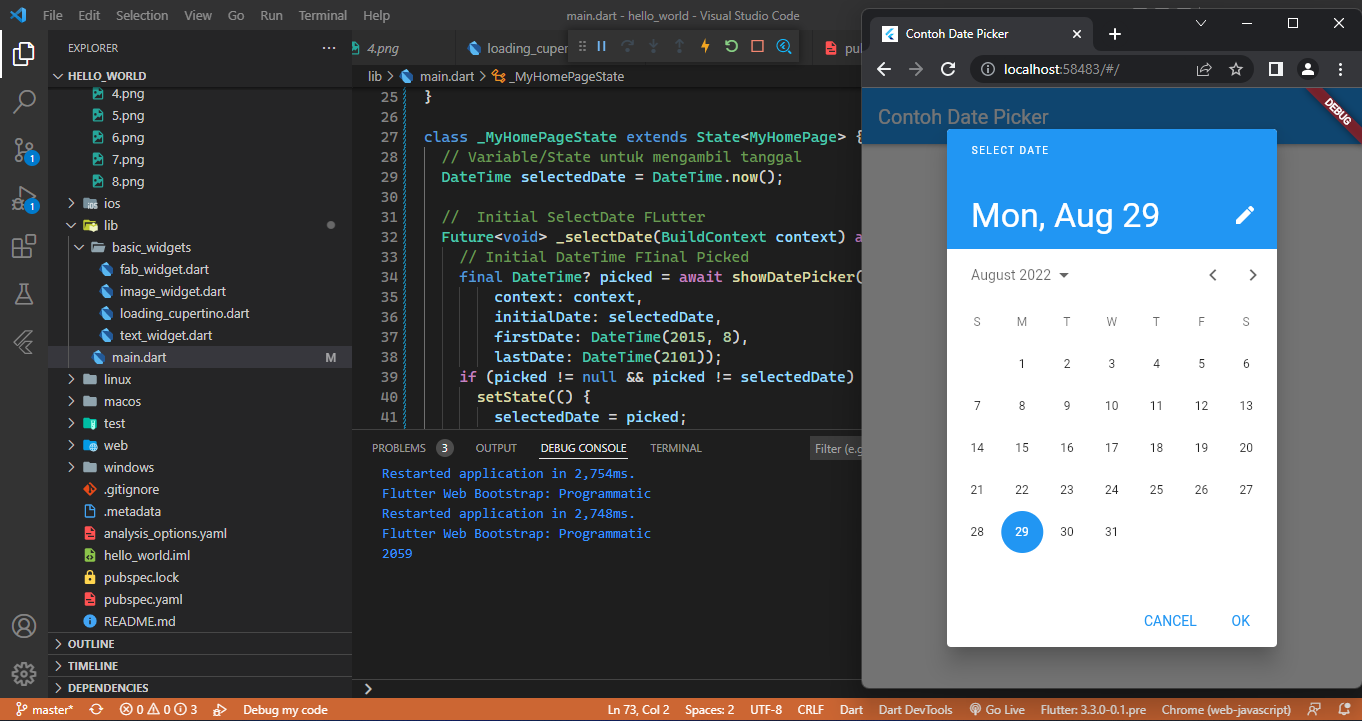 File Edit Selection View Go Run Terminal Help
main.dart - hello_world - Visual Studio Code
EXPLORER
HELLO_WORLD
4.png
5.png
6.png
7.png
8.png
ios
lib
basic_widgets
fab_widget.dart
image_widget.dart
loading_cupertino.dart
text_widget.dart
main.dart M
linux
macos
test
web
windows
.gitignore
.metadata
analysis_options.yaml
hello_world.iml
pubspec.lock
pubspec.yaml
README.md
OUTLINE
TIMELINE
DEPENDENCIES
1
1
4.png loading_cuper pu
lib > main.dart > _MyHomePageState
25 }
26
27 class _MyHomePageState extends State<MyHomePage> {
28 // Variable/State untuk mengambil tanggal
29 DateTime selectedDate = DateTime.now();
30
31 //  Initial SelectDate FLutter
32 Future<void> _selectDate(BuildContext context) a
33 // Initial DateTime FIinal Picked
34 final DateTime? picked = await showDatePicker(
35 context: context,
36 initialDate: selectedDate,
37 firstDate: DateTime(2015, 8),
38 lastDate: DateTime(2101));
39 if (picked != null && picked != selectedDate)
40 setState(() {
41 selectedDate = picked;
PROBLEMS 3 OUTPUT DEBUG CONSOLE TERMINAL Filter (e.g
Restarted application in 2,754ms.
Flutter Web Bootstrap: Programmatic
Restarted application in 2,748ms.
Flutter Web Bootstrap: Programmatic
2059
>
Contoh Date Picker
localhost:58483/#/
Contoh Date Picker
DEBUG
SELECT DATE
Mon, Aug 29
August 2022
S M T W T F S
1 2 3 4 5 6
7 8 9 10 11 12 13
14 15 16 17 18 19 20
21 22 23 24 25 26 27
28 29 30 31
CANCEL OK
master* 0 0 3 Debug my code Ln 73, Col 2 Spaces: 2 UTF-8 CRLF Dart Dart DevTools Go Live Flutter: 3.3.0-0.1.pre Chrome (web-javascript)